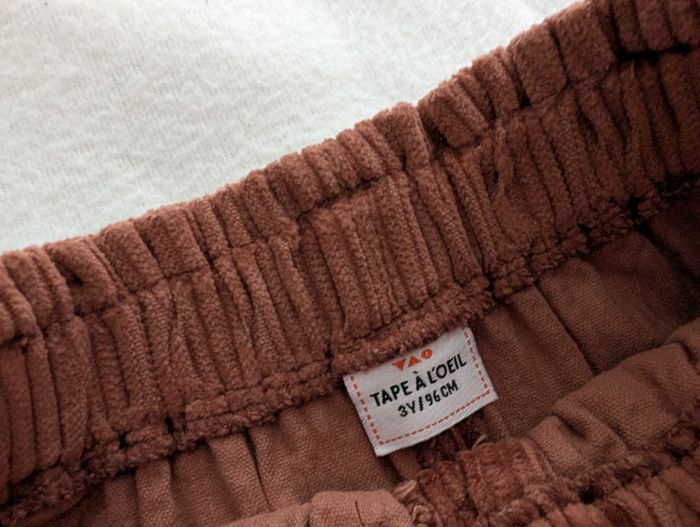 TAO
TAPE À L'OEIL
3Y/96CM